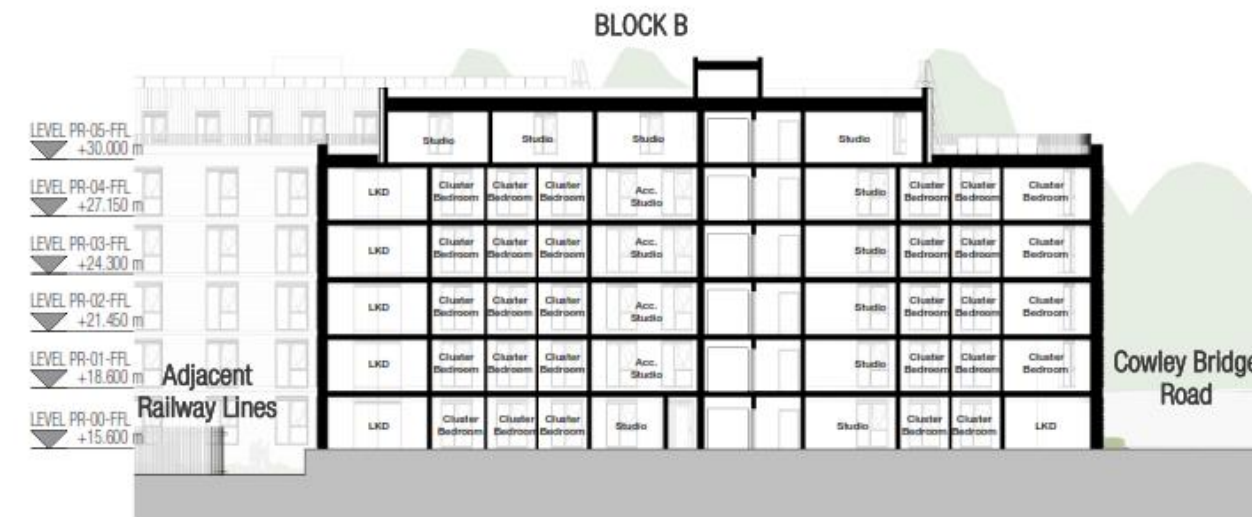 BLOCK B
LEVEL PR-05-FFL
+30.000 m
Studio
Studio
Studio
Studio
LEVEL PR-04-FFL
+27.150 m
LKD
Cluster
Bedroom
Cluster
Bedroom
Cluster
Bedroom
Acc.
Studio
Studio
Cluster
Bedroom
Cluster
Bedroom
Cluster
Bedroom
LEVEL PR-03-FFL
+24.300 m
LKD
Cluster
Bedroom
Cluster
Bedroom
Cluster
Bedroom
Acc.
Studio
Studio
Cluster
Bedroom
Cluster
Bedroom
Cluster
Bedroom
LEVEL PR-02-FFL
+21.450 m
LKD
Cluster
Bedroom
Cluster
Bedroom
Cluster
Bedroom
Acc.
Studio
Studio
Cluster
Bedroom
Cluster
Bedroom
Cluster
Bedroom
LEVEL PR-01-FFL
+18.600 m
Adjacent
Railway Lines
LKD
Cluster
Bedroom
Cluster
Bedroom
Cluster
Bedroom
Acc.
Studio
Studio
Cluster
Bedroom
Cluster
Bedroom
Cluster
Bedroom
Cowley Bridge
Road
LEVEL PR-00-FFL
+15.600 m
LKD
Cluster
Bedroom
Cluster
Bedroom
Cluster
Bedroom
Studio
Studio
Cluster
Bedroom
Cluster
Bedroom
LKD